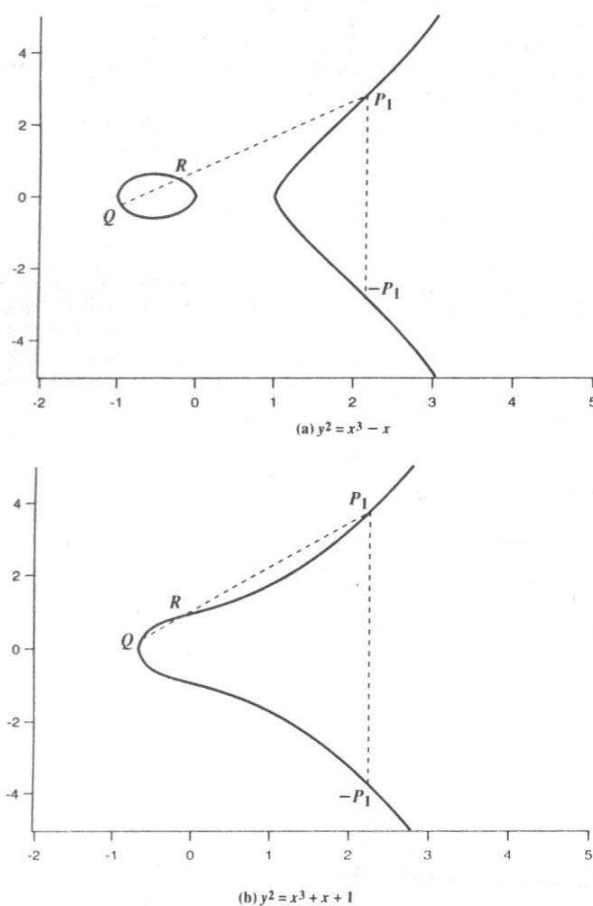 4
P₁
2
R
0
Q
-2
−P₁
-4
-2 -1 0 1 2 3 4 5
(a) y² = x³ − x
4
P₁
2
R
Q
0
-2
-4
−P₁
-2 -1 0 1 2 3 4 5
(b) y² = x³ + x + 1